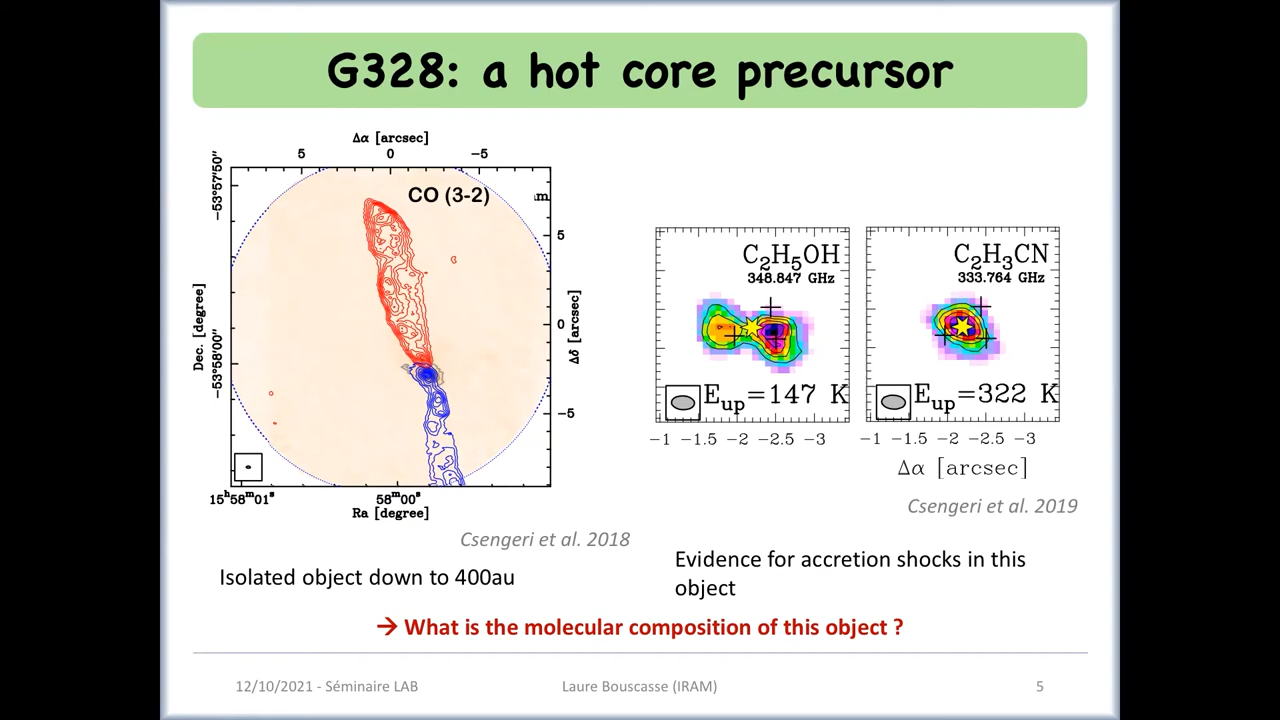 G328: a hot core precursor
Δα [arcsec]
5 0 −5
CO (3-2)
−53°57′50″
−53°58′00″
Dec. [degree]
5
0
−5
Δδ [arcsec]
15ʰ58ᵐ01ˢ 58ᵐ00ˢ
Ra [degree]
Csengeri et al. 2018
Isolated object down to 400au
C₂H₅OH
348.847 GHz
E_up=147 K
−1 −1.5 −2 −2.5 −3
C₂H₃CN
333.764 GHz
E_up=322 K
−1 −1.5 −2 −2.5 −3
Δα [arcsec]
Csengeri et al. 2019
Evidence for accretion shocks in this
object
→ What is the molecular composition of this object ?
12/10/2021 - Séminaire LAB Laure Bouscasse (IRAM) 5